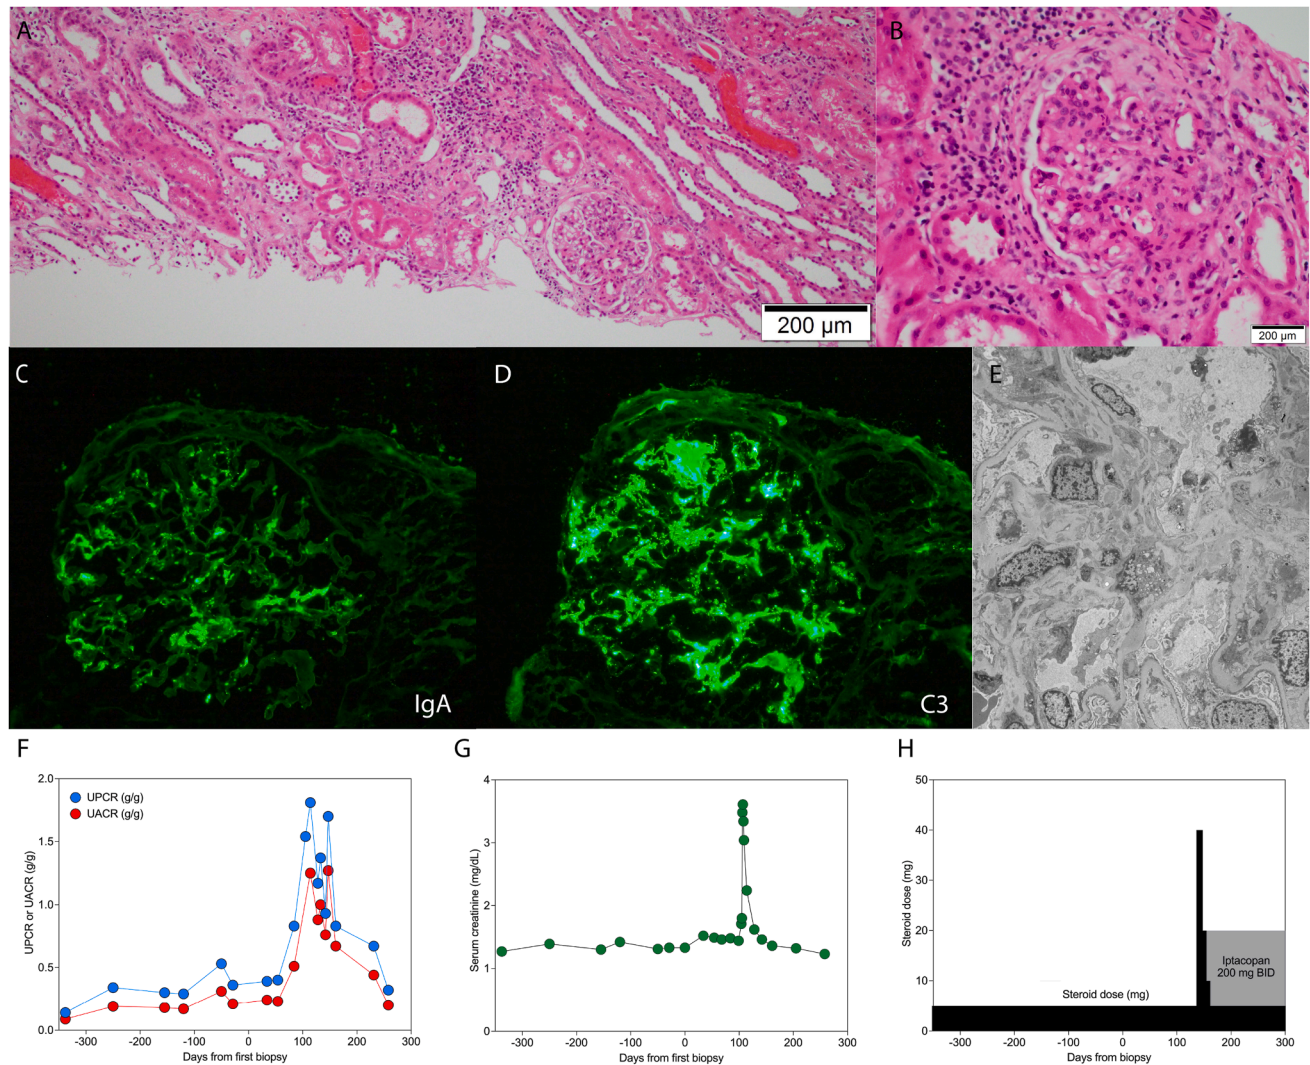 A
B
200 µm
200 µm
C
D
E
IgA
C3
F
G
H
2.0
1.5
1.0
0.5
0.0
UPCR or UACR (g/g)
UPCR (g/g)
UACR (g/g)
-300
-200
-100
0
100
200
300
Days from first biopsy
4
3
2
1
0
Serum creatinine (mg/dL)
-300
-200
-100
0
100
200
300
Days from first biopsy
50
40
30
20
10
0
Steroid dose (mg)
Iptacopan
200 mg BID
Steroid dose (mg)
-300
-200
-100
0
100
200
300
Days from biopsy